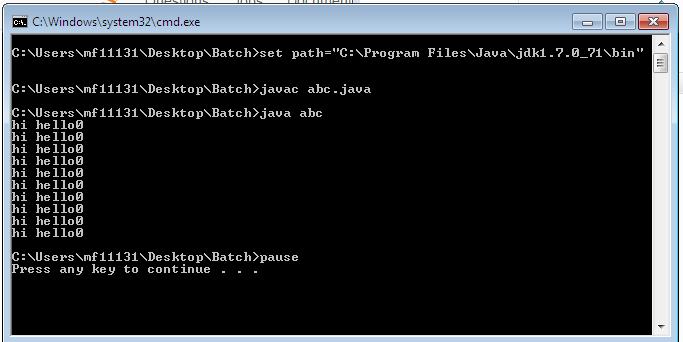 C:\Windows\system32\cmd.exe
C:\Users\mf11131\Desktop\Batch>set path="C:\Program Files\Java\jdk1.7.0_71\bin"
C:\Users\mf11131\Desktop\Batch>javac abc.java
C:\Users\mf11131\Desktop\Batch>java abc
hi hello0
hi hello0
hi hello0
hi hello0
hi hello0
hi hello0
hi hello0
hi hello0
hi hello0
hi hello0
C:\Users\mf11131\Desktop\Batch>pause
Press any key to continue . . .